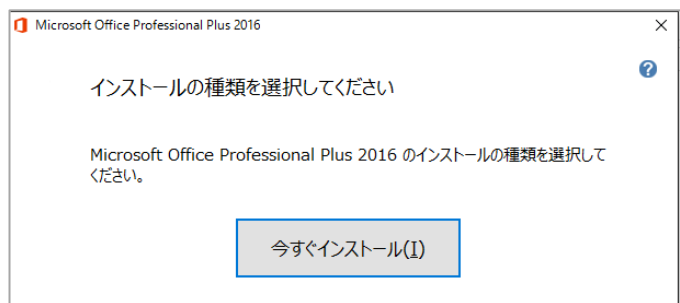 Microsoft Office Professional Plus 2016
インストールの種類を選択してください
Microsoft Office Professional Plus 2016 のインストールの種類を選択して
ください。
今すぐインストール(I)